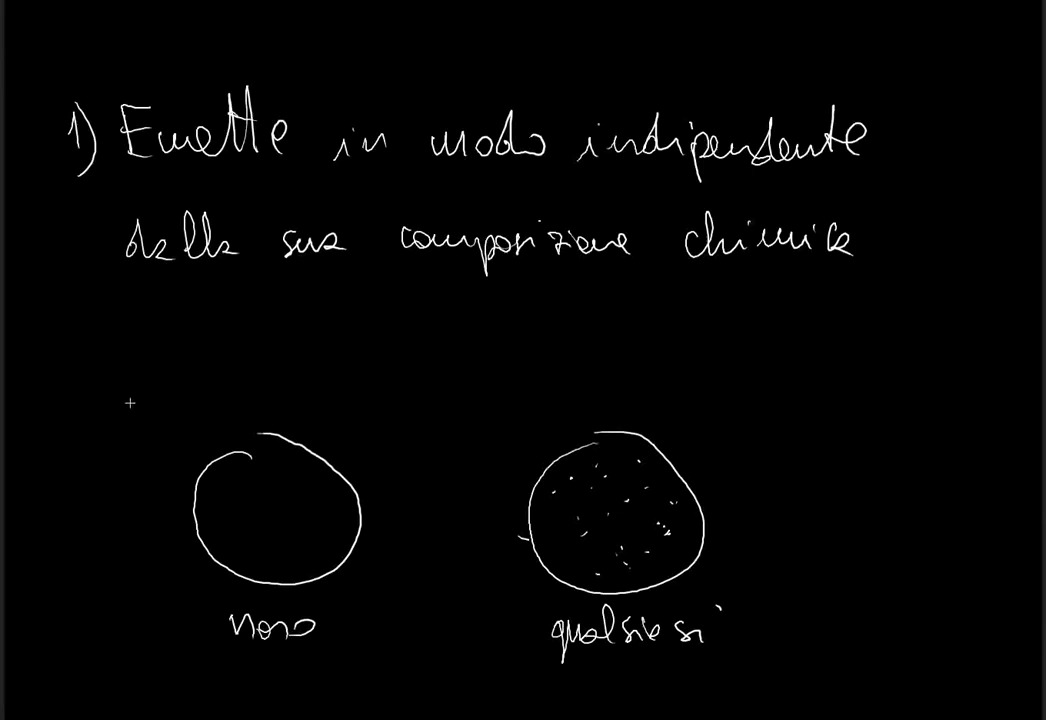 1) Emette in modo indipendente
dalla sua composizione chimica
nero
qualsiasi